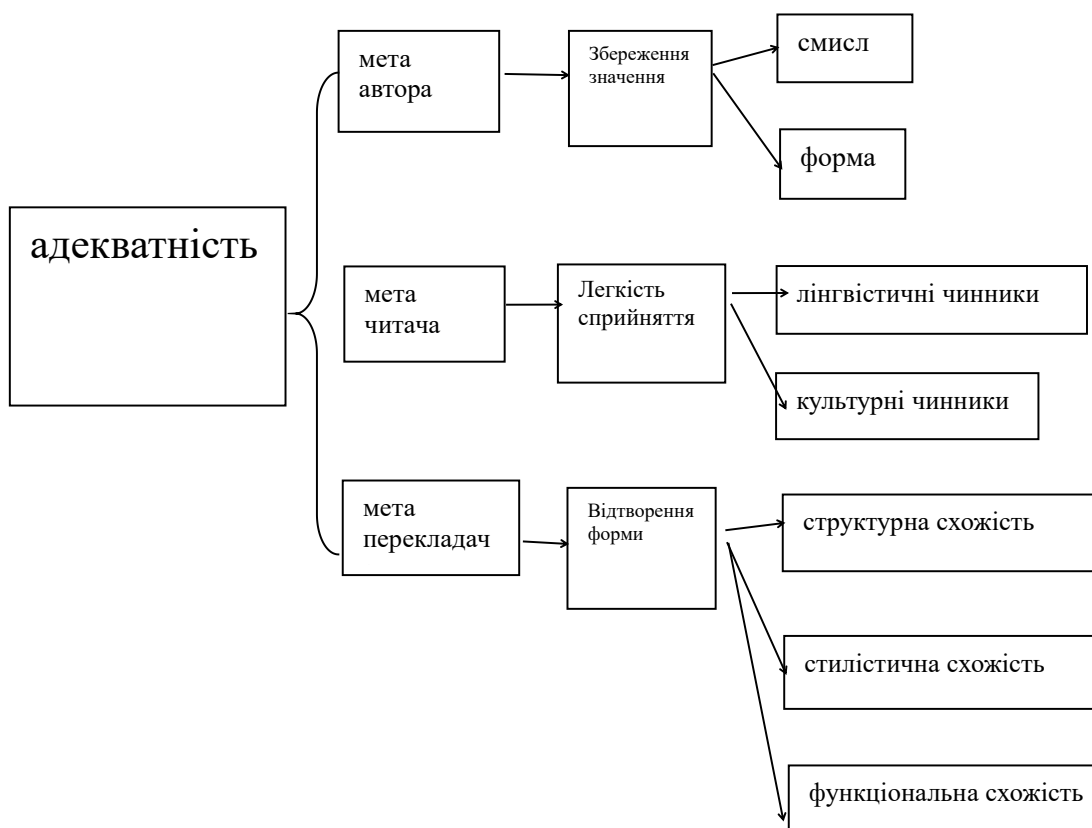 мета
автора
Збереження
значення
смисл
форма
адекватність
мета
читача
Легкість
сприйняття
лінгвістичні чинники
культурні чинники
мета
перекладач
Відтворення
форми
структурна схожість
стилістична схожість
функціональна схожість